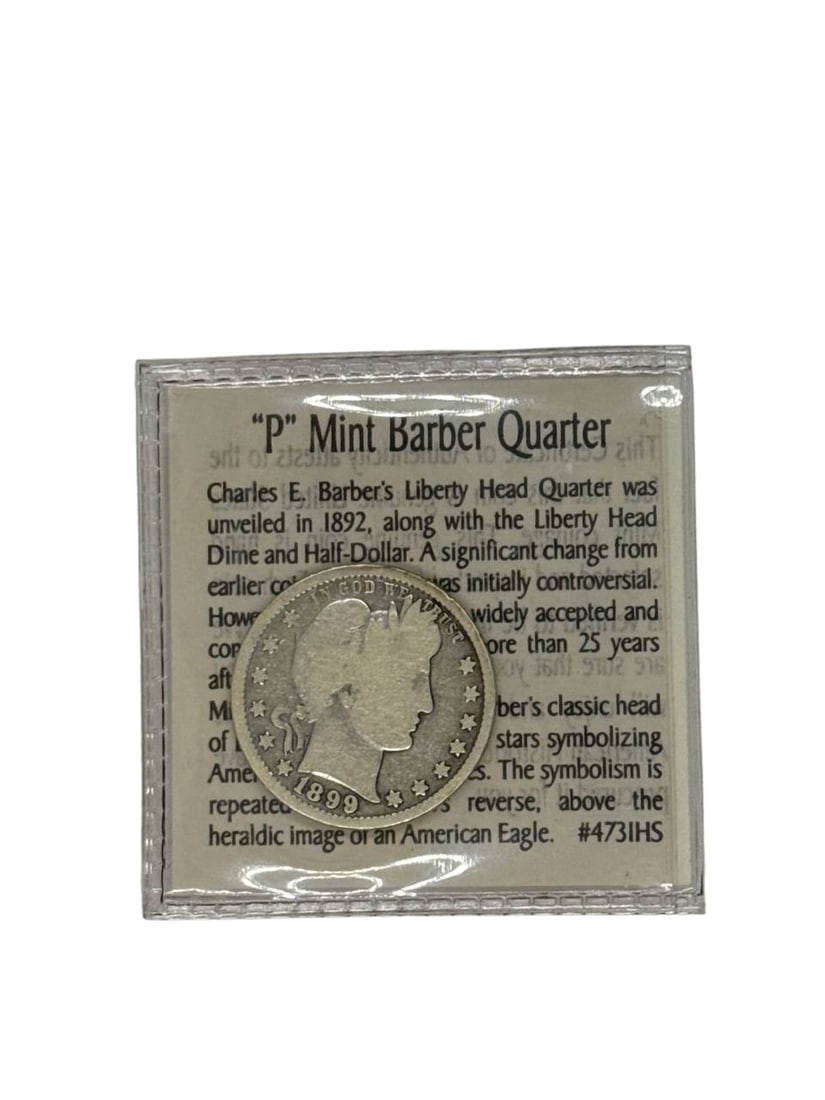 "P" Mint Barber Quarter
Charles E. Barber's Liberty Head Quarter was
unveiled in 1892, along with the Liberty Head
Dime and Half-Dollar. A significant change from
earlier was initially controversial.
widely accepted and
more than 25 years
ber's classic head
of stars symbolizing
The symbolism is
repeated reverse, above the
heraldic image of an American Eagle. #4731HS
IN GOD WE TRUST
1899